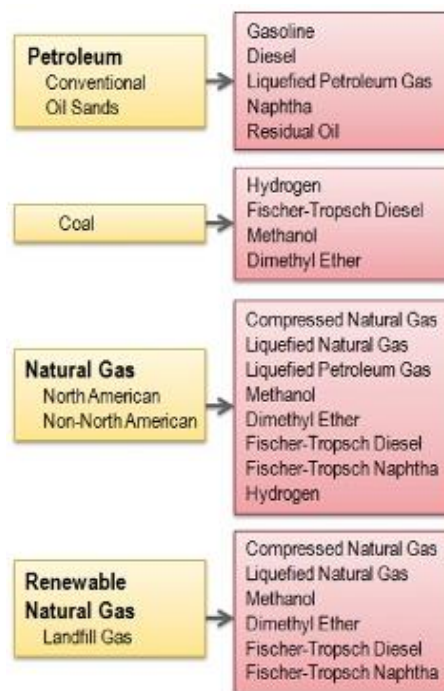 Petroleum
Conventional
Oil Sands
Gasoline
Diesel
Liquefied Petroleum Gas
Naphtha
Residual Oil
Coal
Hydrogen
Fischer-Tropsch Diesel
Methanol
Dimethyl Ether
Natural Gas
North American
Non-North American
Compressed Natural Gas
Liquefied Natural Gas
Liquefied Petroleum Gas
Methanol
Dimethyl Ether
Fischer-Tropsch Diesel
Fischer-Tropsch Naphtha
Hydrogen
Renewable
Natural Gas
Landfill Gas
Compressed Natural Gas
Liquefied Natural Gas
Methanol
Dimethyl Ether
Fischer-Tropsch Diesel
Fischer-Tropsch Naphtha